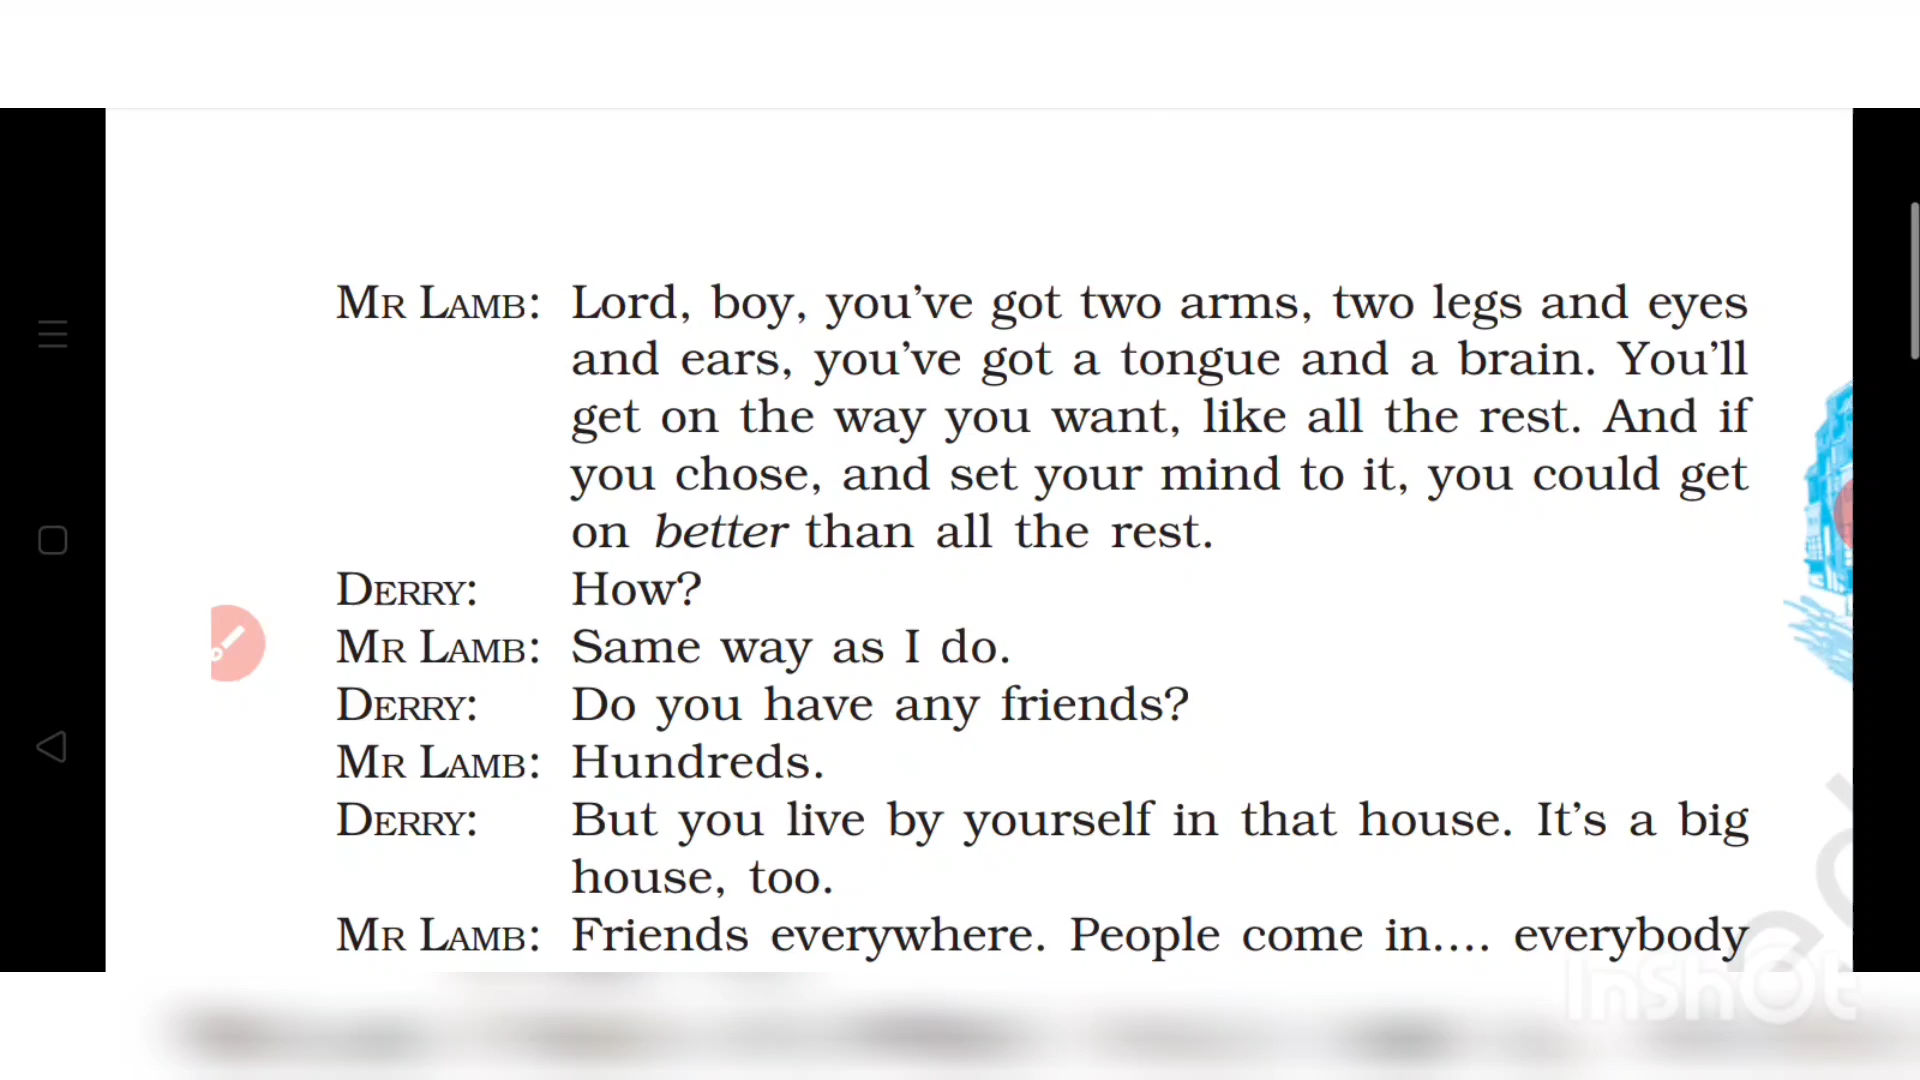 MR LAMB: Lord, boy, you've got two arms, two legs and eyes
and ears, you've got a tongue and a brain. You'll
get on the way you want, like all the rest. And if
you chose, and set your mind to it, you could get
on better than all the rest.
DERRY: How?
MR LAMB: Same way as I do.
DERRY: Do you have any friends?
MR LAMB: Hundreds.
DERRY: But you live by yourself in that house. It's a big
house, too.
MR LAMB: Friends everywhere. People come in.... everybody
InShOt